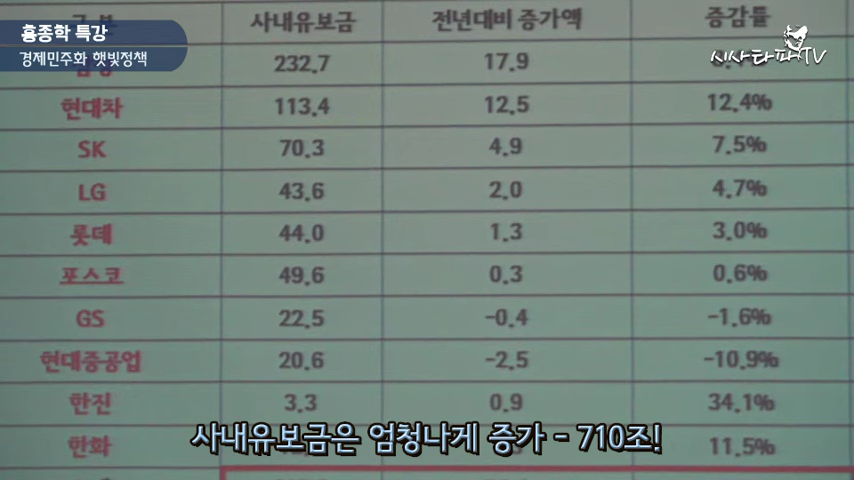 홍종학 특강
경제민주화 햇빛정책
시사타파TV
사내유보금 전년대비 증가액 증감률
232.7 17.9
현대차 113.4 12.5 12.4%
SK 70.3 4.9 7.5%
LG 43.6 2.0 4.7%
롯데 44.0 1.3 3.0%
포스코 49.6 0.3 0.6%
GS 22.5 -0.4 -1.6%
현대중공업 20.6 -2.5 -10.9%
한진 3.3 0.9 34.1%
한화 11.5%
사내유보금은 엄청나게 증가 - 710조!